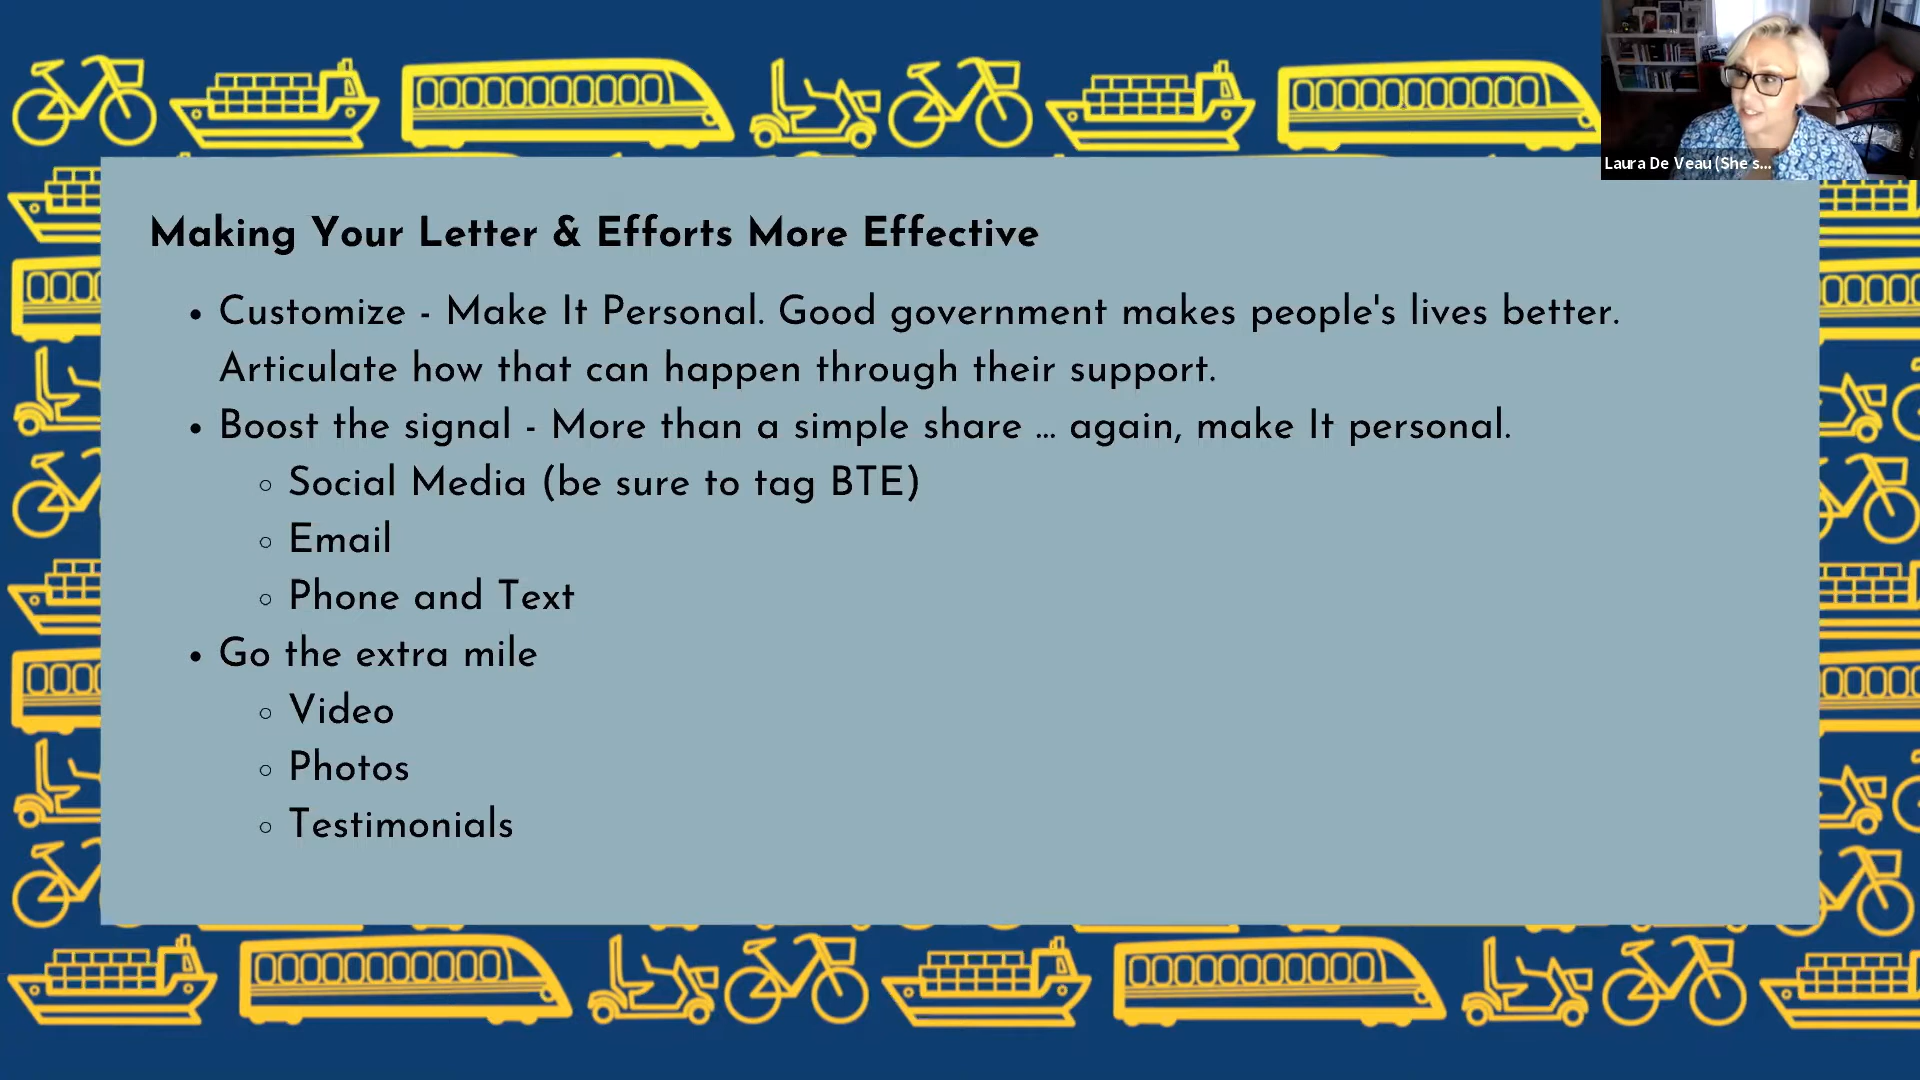 Laura De Veau (She s...
Making Your Letter & Efforts More Effective
• Customize - Make It Personal. Good government makes people's lives better.
Articulate how that can happen through their support.
• Boost the signal - More than a simple share ... again, make It personal.
○ Social Media (be sure to tag BTE)
○ Email
○ Phone and Text
• Go the extra mile
○ Video
○ Photos
○ Testimonials